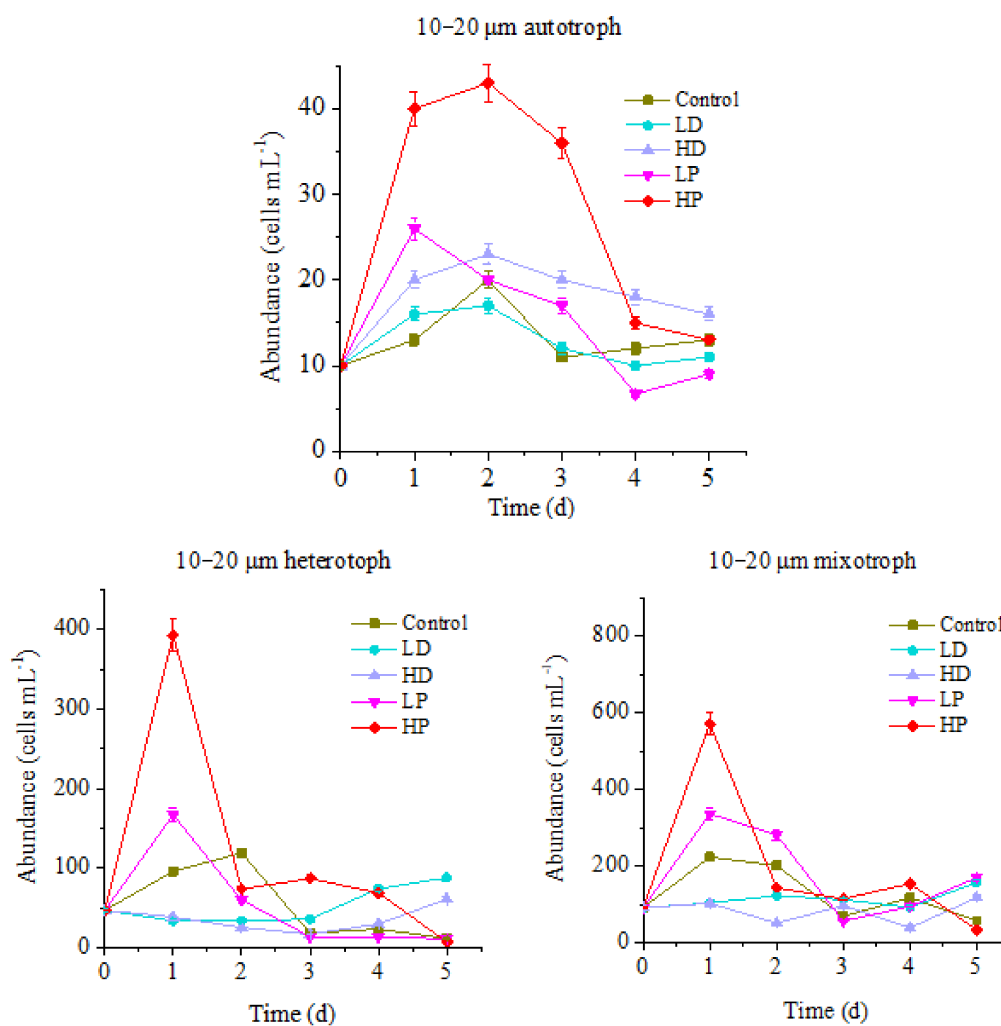 10−20 μm autotroph
Abundance (cells mL⁻¹)
40
30
20
10
0
Control
LD
HD
LP
HP
0 1 2 3 4 5
Time (d)
10−20 μm heterotoph
Abundance (cells mL⁻¹)
400
300
200
100
0
Control
LD
HD
LP
HP
0 1 2 3 4 5
Time (d)
10−20 μm mixotroph
Abundance (cells mL⁻¹)
800
600
400
200
0
Control
LD
HD
LP
HP
0 1 2 3 4 5
Time (d)